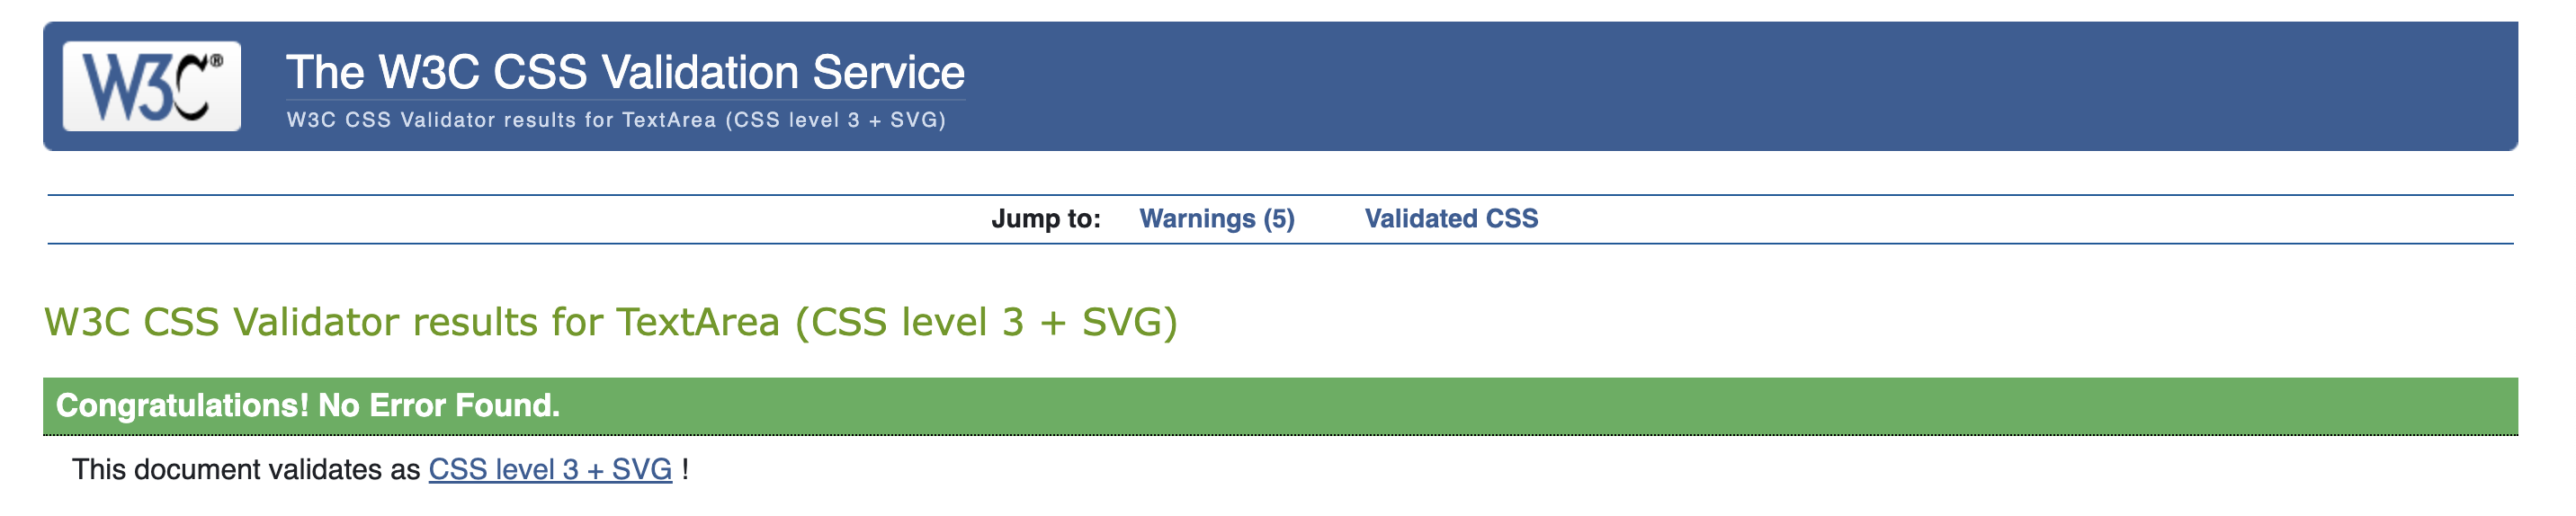 W3C®
The W3C CSS Validation Service
W3C CSS Validator results for TextArea (CSS level 3 + SVG)
Jump to: Warnings (5) Validated CSS
W3C CSS Validator results for TextArea (CSS level 3 + SVG)
Congratulations! No Error Found.
This document validates as CSS level 3 + SVG !